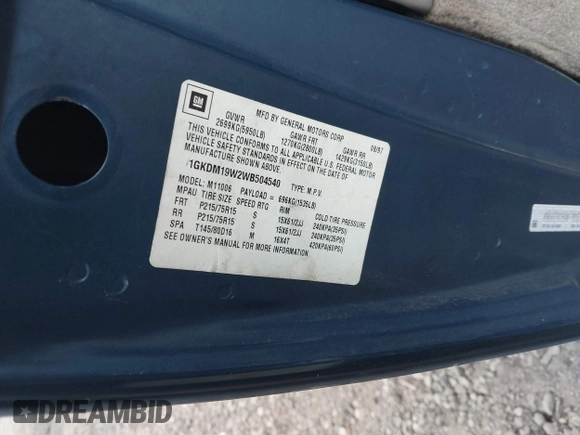 GM
MFD BY GENERAL MOTORS CORP 06/97
GVWR GAWR FRT GAWR RR
2699KG(5950LB) 1270KG(2800LB) 1429KG(3150LB)
THIS VEHICLE CONFORMS TO ALL APPLICABLE U.S. FEDERAL MOTOR
VEHICLE SAFETY STANDARDS IN EFFECT ON THE DATE OF
MANUFACTURE SHOWN ABOVE.
1GKDM19W2WB504540 TYPE: M.P.V.
MODEL: M11006 PAYLOAD = 696KG(1535LB)
MPAU TIRE SIZE SPEED RTG RIM COLD TIRE PRESSURE
FRT P215/75R15 S 15X61/2JJ 240KPA(35PSI)
RR P215/75R15 S 15X61/2JJ 240KPA(35PSI)
SPA T145/80D16 M 16X4T 420KPA(60PSI)
SEE OWNER'S MANUAL FOR MORE INFORMATION
DREAMBID